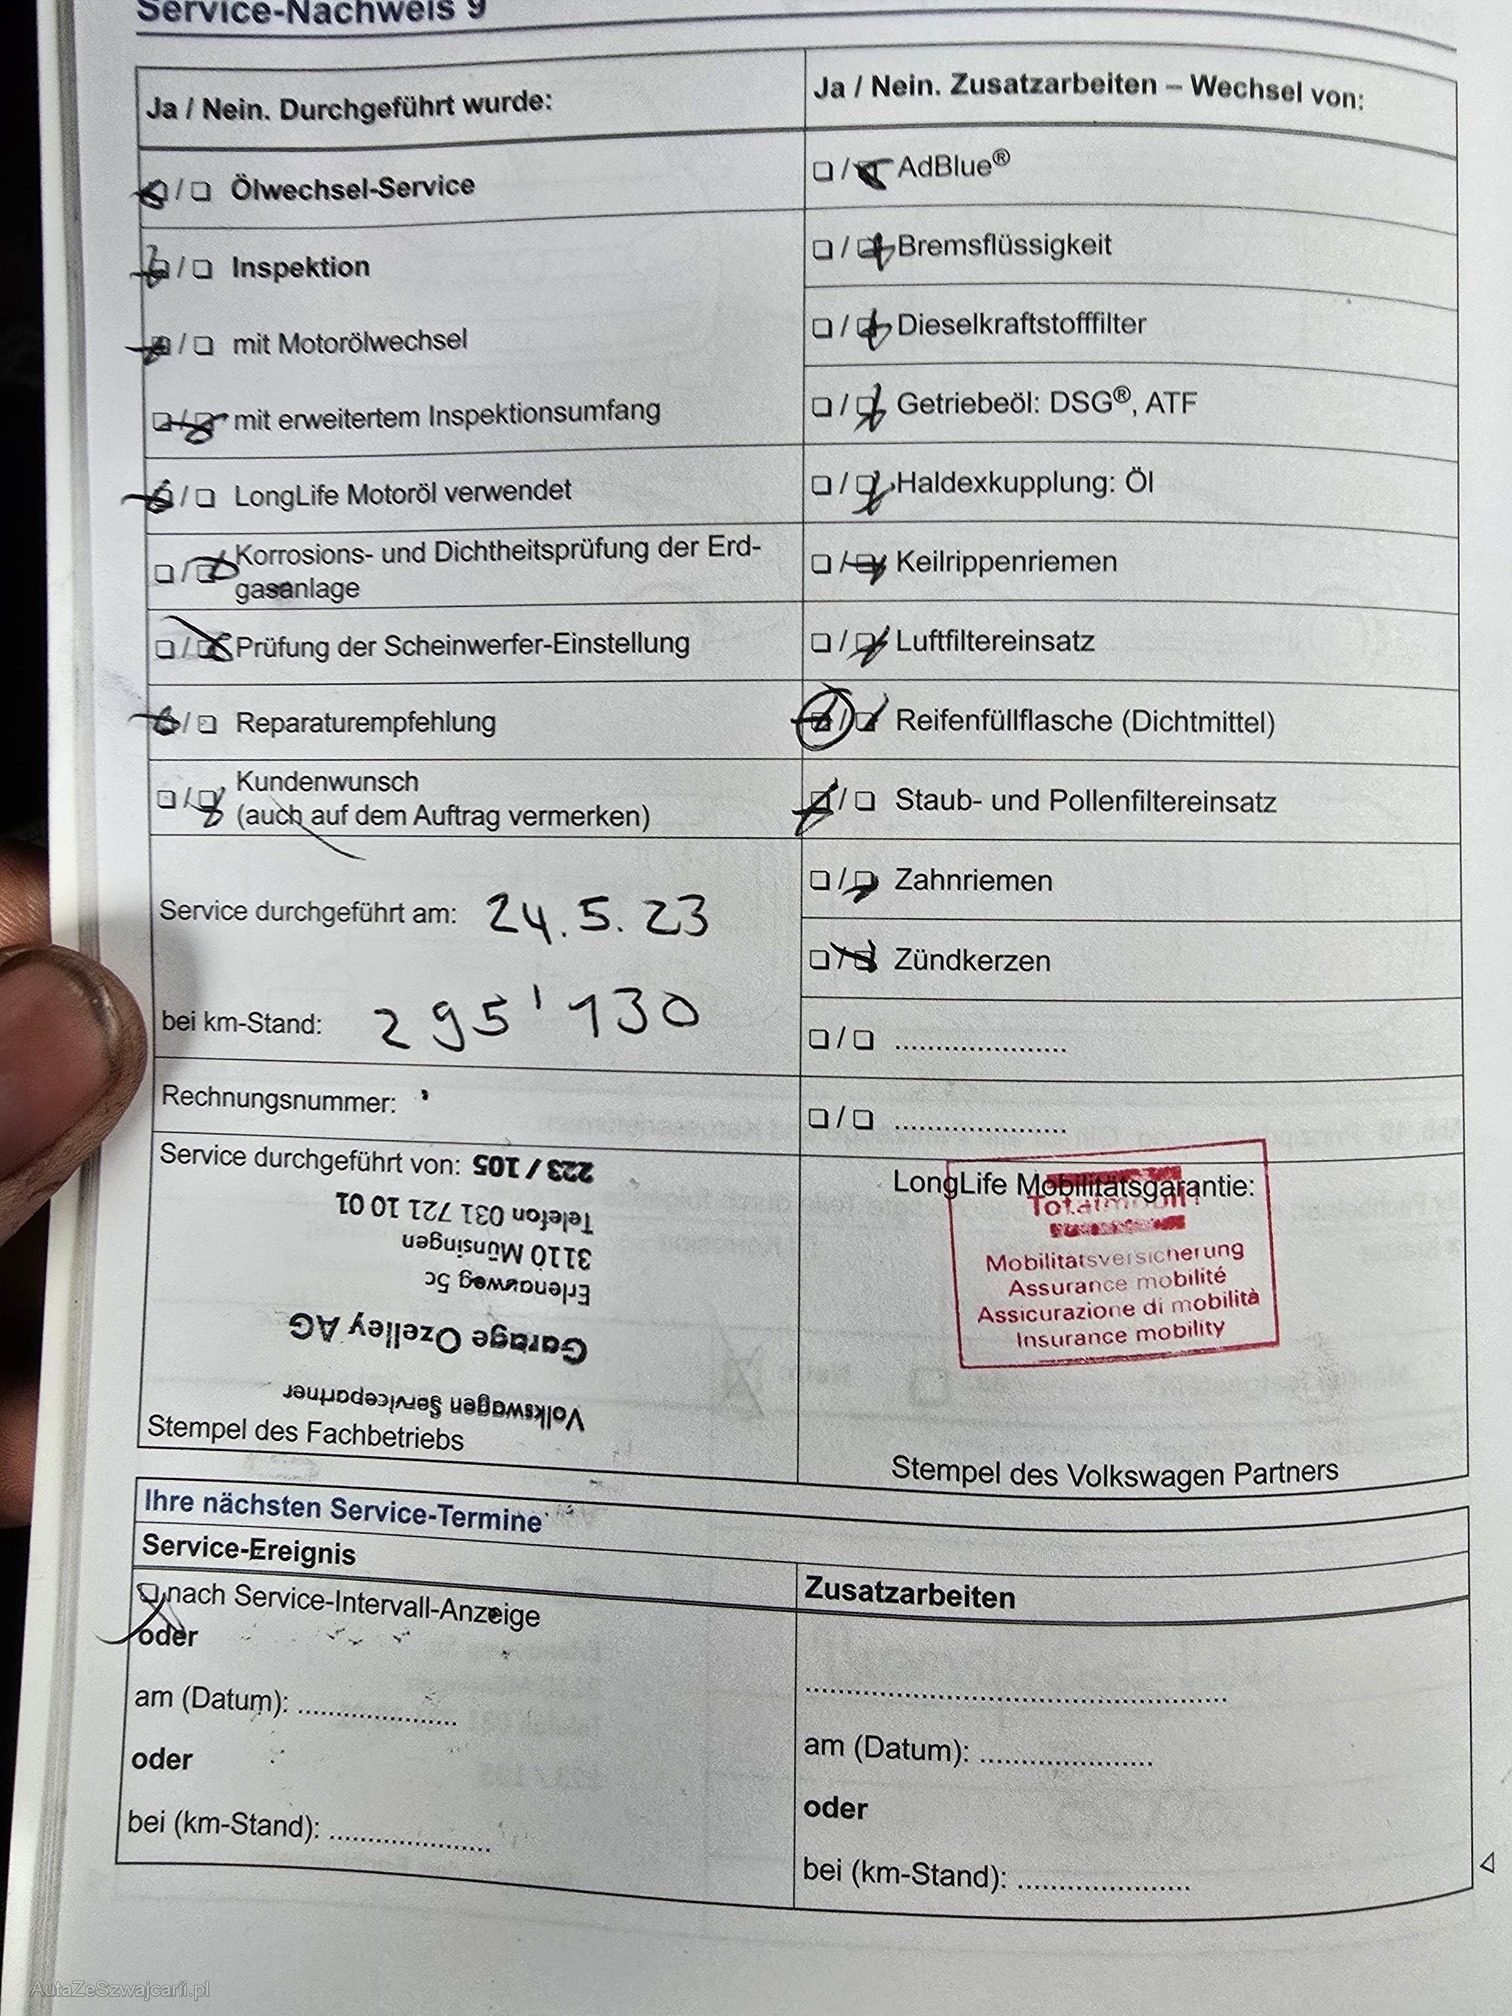 Service-Nachweis 9
Ja / Nein. Durchgeführt wurde:
Ölwechsel-Service
Inspektion
mit Motorölwechsel
mit erweitertem Inspektionsumfang
LongLife Motoröl verwendet
Korrosions- und Dichtheitsprüfung der Erd-
gasanlage
Prüfung der Scheinwerfer-Einstellung
Reparaturempfehlung
Kundenwunsch
(auch auf dem Auftrag vermerken)
Service durchgeführt am: 24.5.23
bei km-Stand: 295'130
Rechnungsnummer:
Service durchgeführt von:
Volkswagen Servicepartner
Garage Ozelley AG
Erlenauweg 5c
3110 Münsingen
Telefon 031 721 10 01
223 / 105
Stempel des Fachbetriebs
Ja / Nein. Zusatzarbeiten – Wechsel von:
AdBlue®
Bremsflüssigkeit
Dieselkraftstofffilter
Getriebeöl: DSG®, ATF
Haldexkupplung: Öl
Keilrippenriemen
Luftfiltereinsatz
Reifenfüllflasche (Dichtmittel)
Staub- und Pollenfiltereinsatz
Zahnriemen
Zündkerzen
LongLife Mobilitätsgarantie:
Totalmobil!
Mobilitätsversicherung
Assurance mobilité
Assicurazione di mobilità
Insurance mobility
Stempel des Volkswagen Partners
Ihre nächsten Service-Termine
Service-Ereignis
nach Service-Intervall-Anzeige
oder
am (Datum): ....................
oder
bei (km-Stand): ....................
Zusatzarbeiten
am (Datum): ....................
oder
bei (km-Stand): ....................
AutaZeSzwajcarii.pl